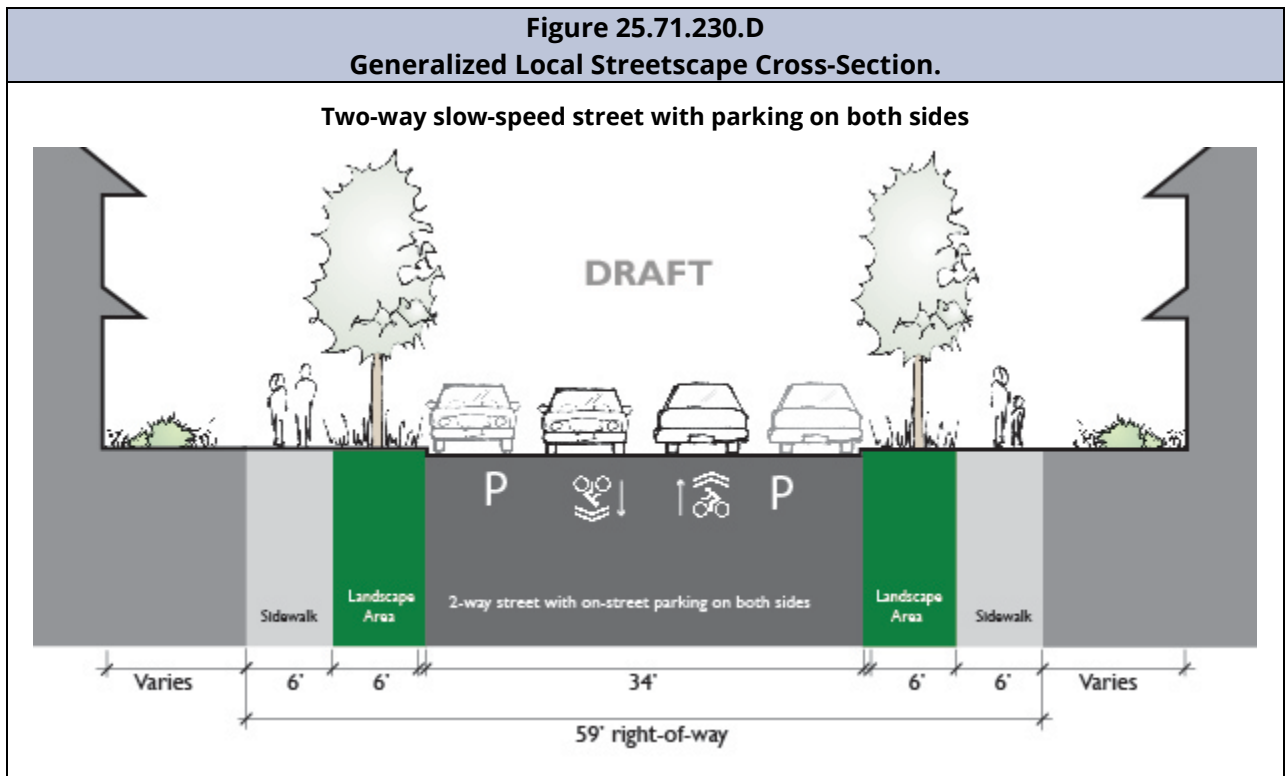 Figure 25.71.230.D
Generalized Local Streetscape Cross-Section.
Two-way slow-speed street with parking on both sides
DRAFT
P
P
Sidewalk
Landscape
Area
2-way street with on-street parking on both sides
Landscape
Area
Sidewalk
Varies
6'
6'
34'
6'
6'
Varies
59' right-of-way